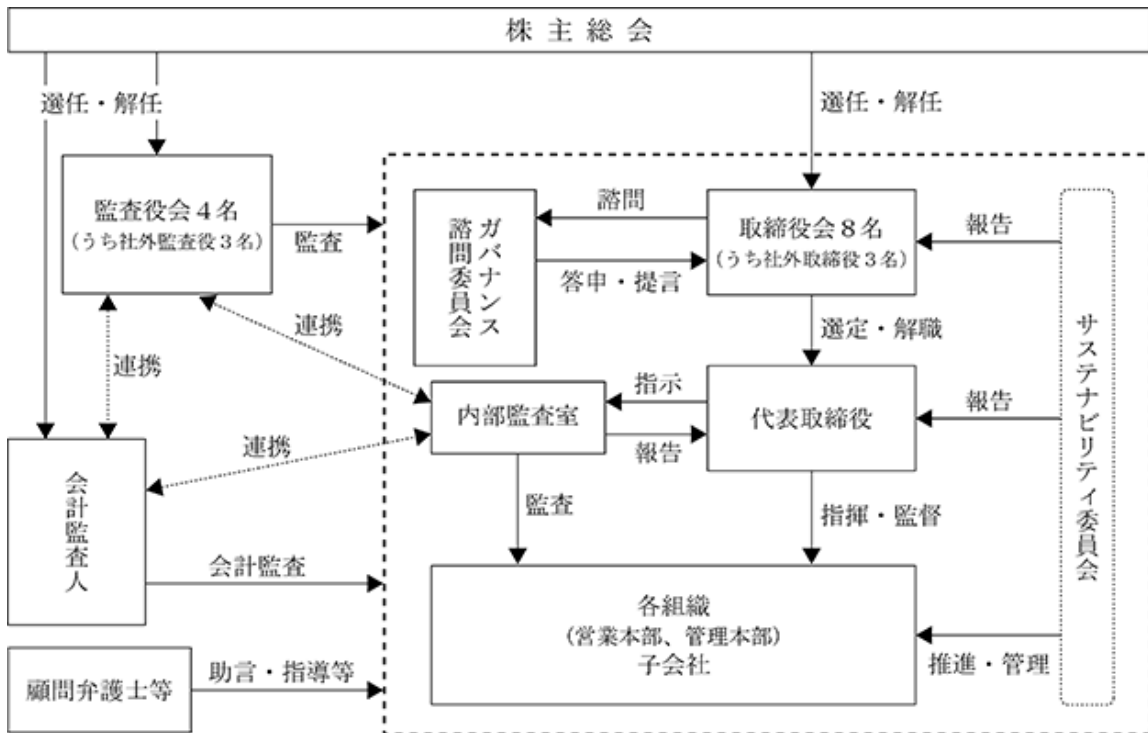 株主総会
選任・解任
選任・解任
監査役会４名
（うち社外監査役３名）
監査
ガバナンス
諮問委員会
諮問
答申・提言
取締役会８名
（うち社外取締役３名）
報告
選定・解職
連携
連携
連携
内部監査室
指示
報告
代表取締役
報告
サステナビリティ委員会
会計監査人
監査
指揮・監督
会計監査
各組織
（営業本部、管理本部）
子会社
推進・管理
顧問弁護士等
助言・指導等